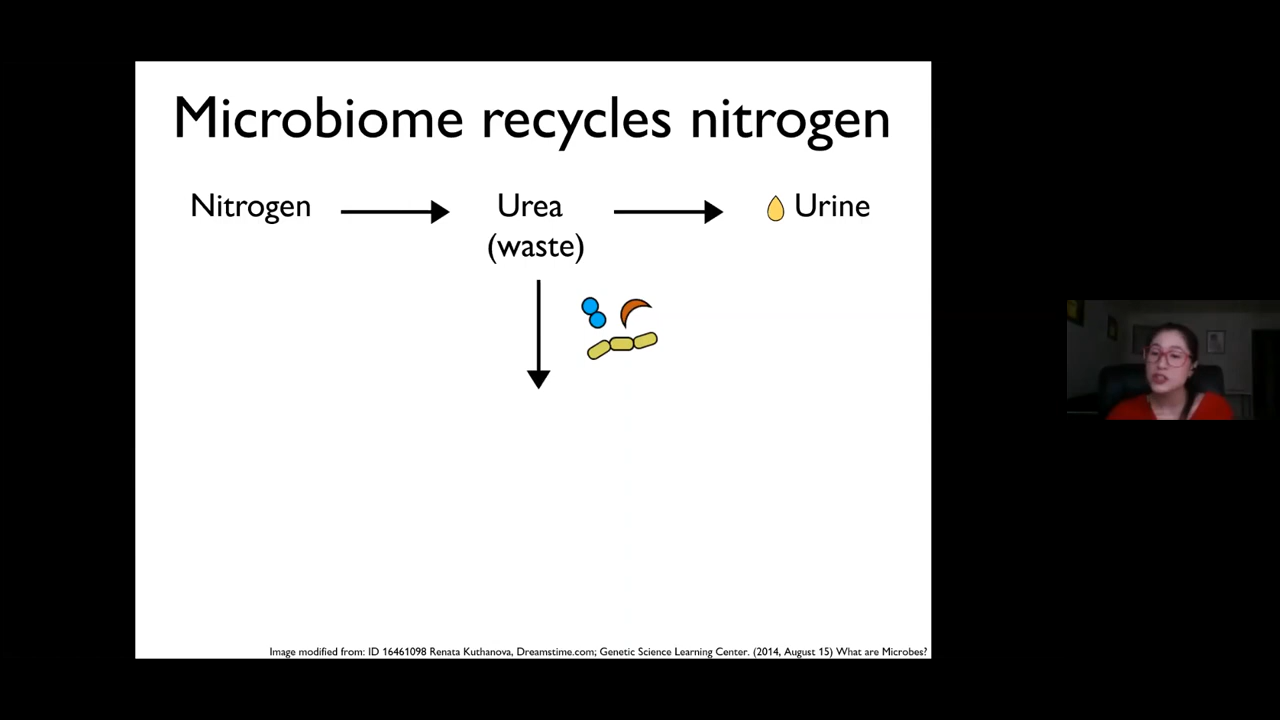 Microbiome recycles nitrogen
Nitrogen
Urea
Urine
(waste)
Image modified from: ID 16461098 Renata Kuthanova, Dreamstime.com; Genetic Science Learning Center. (2014, August 15) What are Microbes?